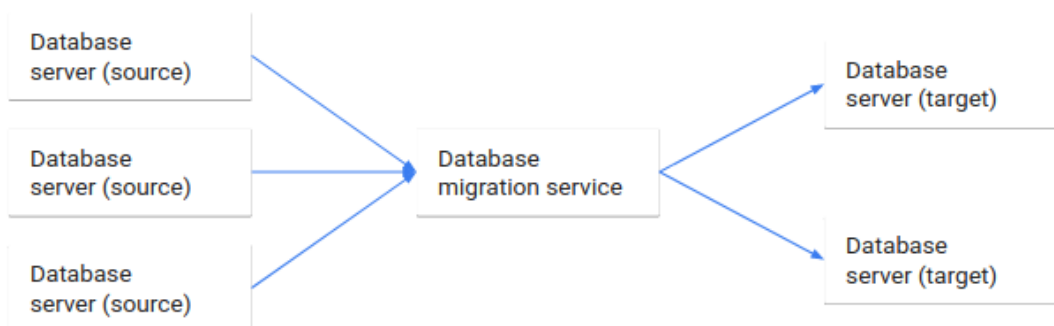 Database
server (source)
Database
server (source)
Database
server (source)
Database
migration service
Database
server (target)
Database
server (target)